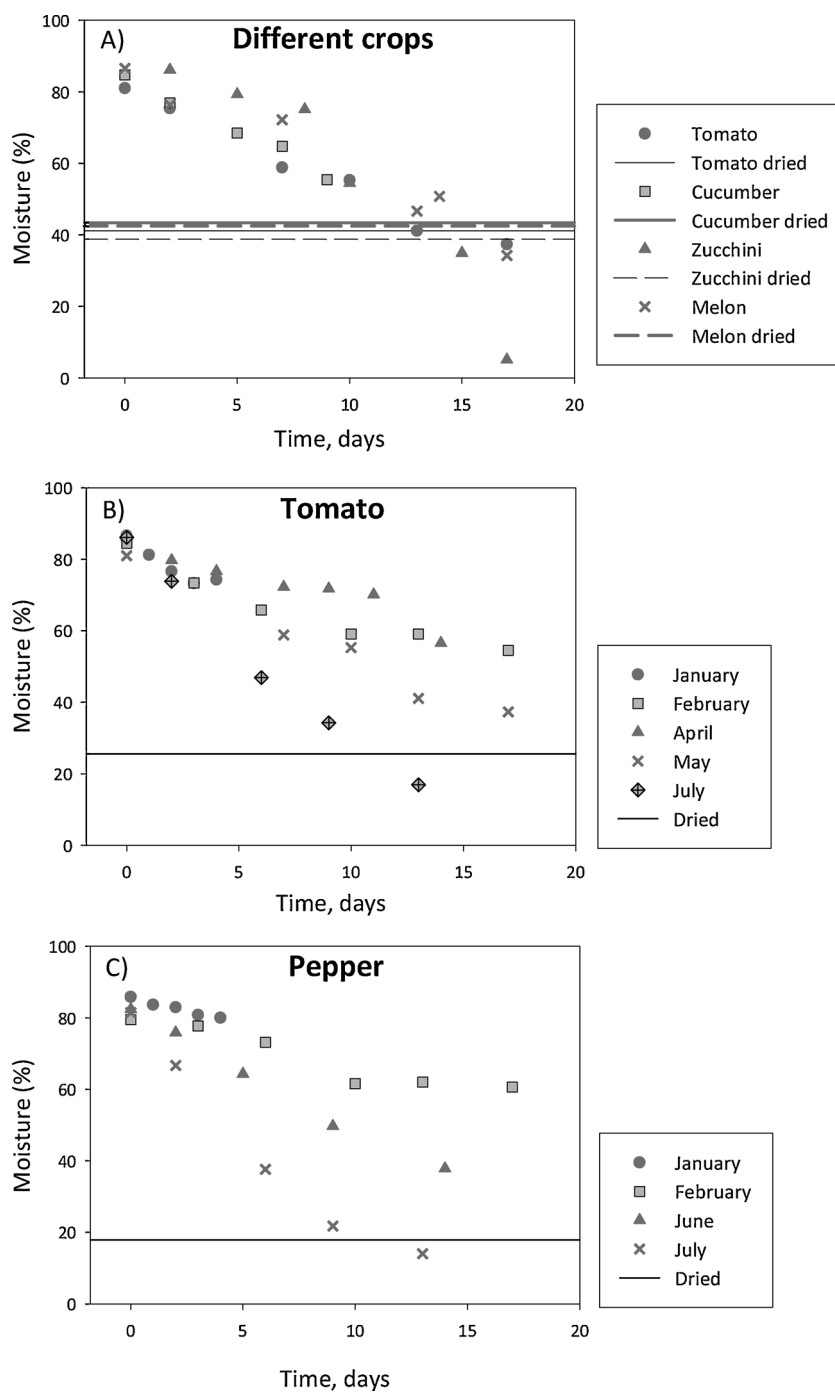 A)
Different crops
100
80
60
40
20
0
Moisture (%)
0 5 10 15 20
Time, days
Tomato
Tomato dried
Cucumber
Cucumber dried
Zucchini
Zucchini dried
Melon
Melon dried
B)
Tomato
100
80
60
40
20
0
Moisture (%)
0 5 10 15 20
Time, days
January
February
April
May
July
Dried
C)
Pepper
100
80
60
40
20
0
Moisture (%)
0 5 10 15 20
Time, days
January
February
June
July
Dried